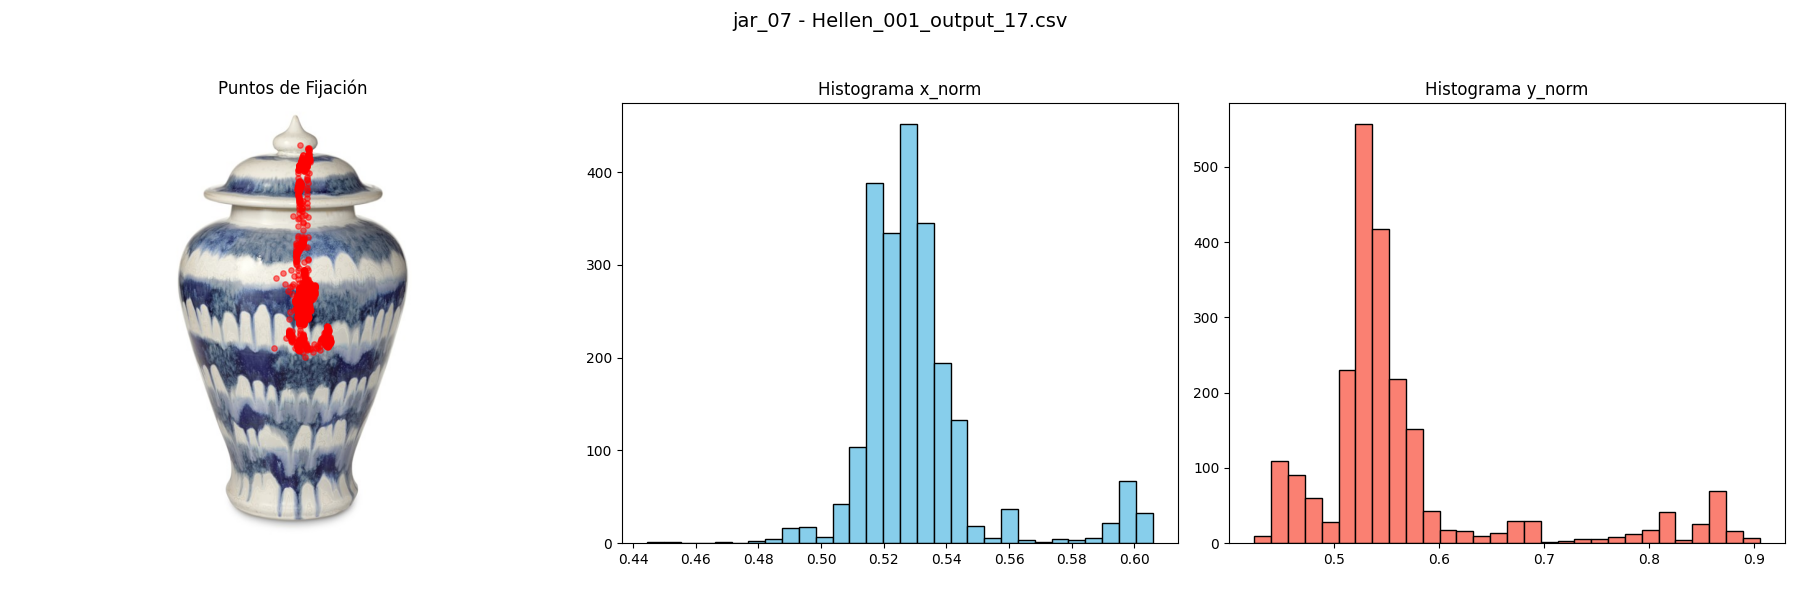 jar_07 - Hellen_001_output_17.csv
Puntos de Fijación
Histograma x_norm
400
300
200
100
0
0.44 0.46 0.48 0.50 0.52 0.54 0.56 0.58 0.60
Histograma y_norm
500
400
300
200
100
0
0.5 0.6 0.7 0.8 0.9